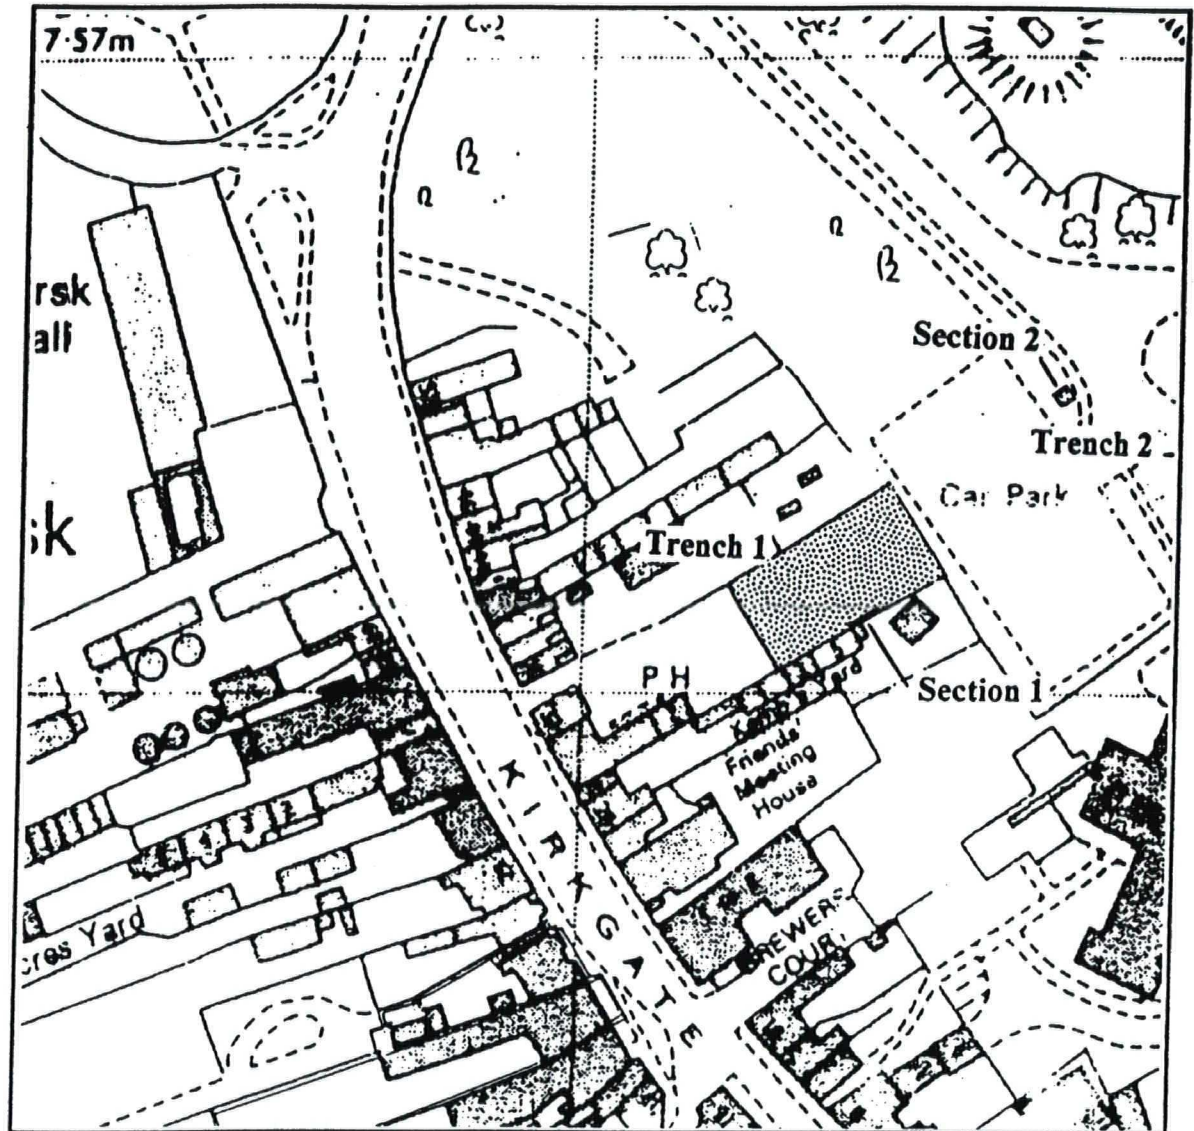 7·57m
rsk
all
Section 2
Trench 2
Car Park
sk
Trench 1
P H
Section 1
Kemp
Friends'
Meeting
House
KIRKGATE
BREWERS
COURT
cres Yard